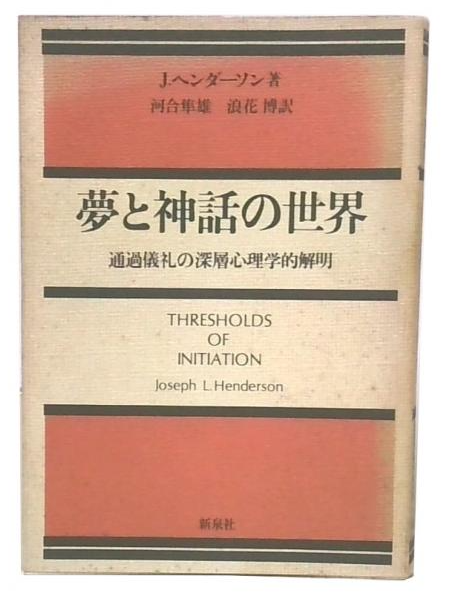 J.ヘンダーソン著
河合隼雄 浪花 博訳
夢と神話の世界
通過儀礼の深層心理学的解明
THRESHOLDS
OF
INITIATION
Joseph L. Henderson
新泉社